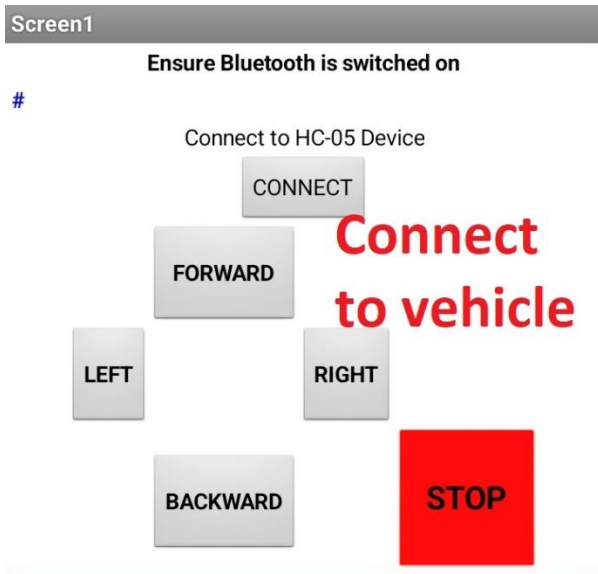 Screen1
Ensure Bluetooth is switched on
#
Connect to HC-05 Device
CONNECT
Connect
to vehicle
FORWARD
LEFT
RIGHT
BACKWARD
STOP